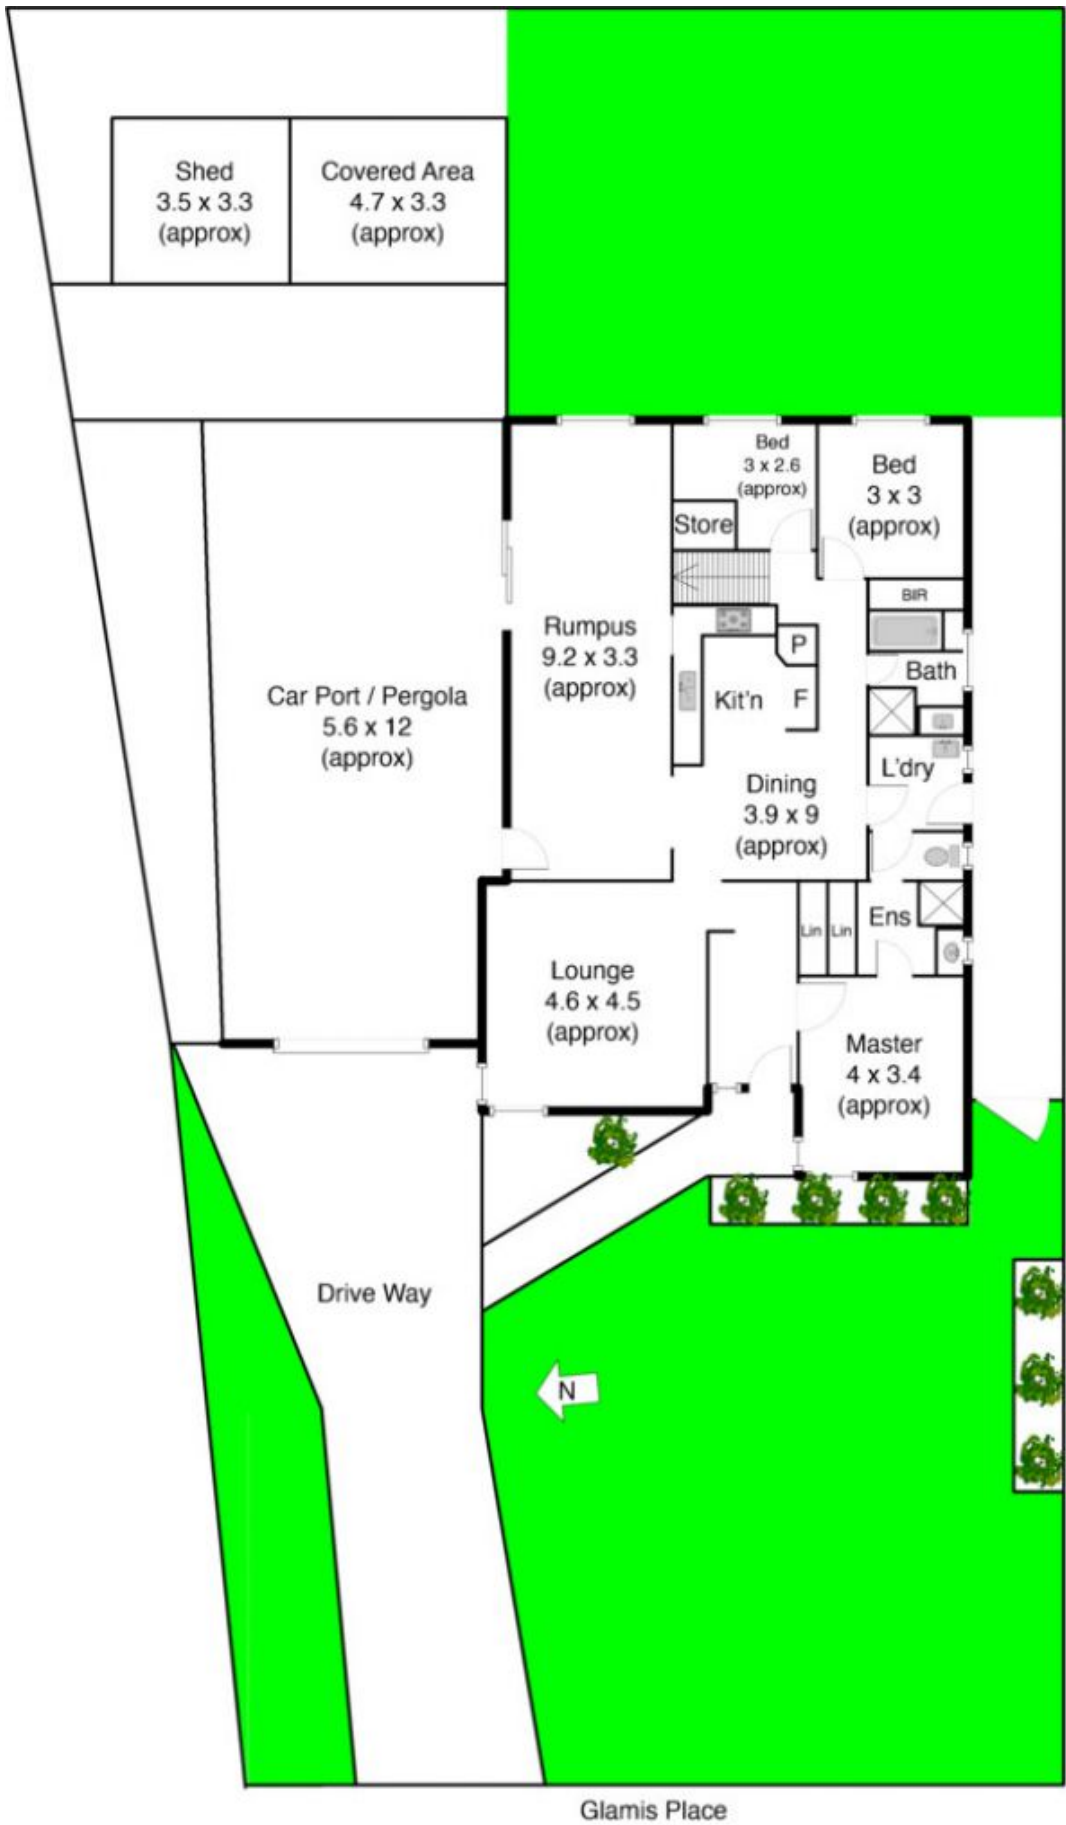 Shed
3.5 x 3.3
(approx)
Covered Area
4.7 x 3.3
(approx)
Bed
3 x 2.6
(approx)
Bed
3 x 3
(approx)
Store
BIR
Rumpus
9.2 x 3.3
(approx)
P
Bath
Car Port / Pergola
5.6 x 12
(approx)
Kit'n
F
L'dry
Dining
3.9 x 9
(approx)
Lin
Lin
Ens
Lounge
4.6 x 4.5
(approx)
Master
4 x 3.4
(approx)
Drive Way
N
Glamis Place